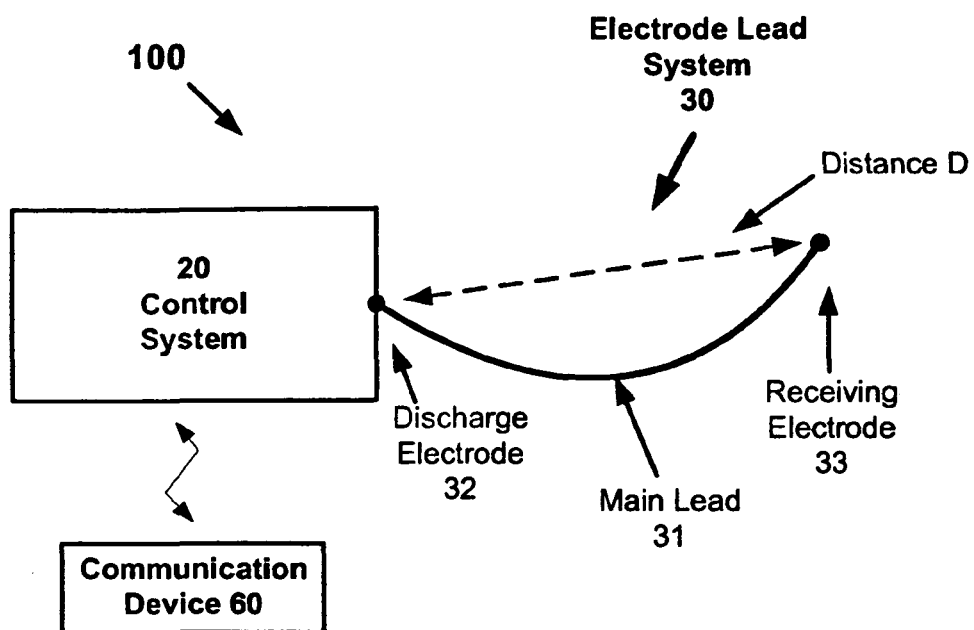 100
Electrode Lead
System
30
Distance D
20
Control
System
Discharge
Electrode
32
Main Lead
31
Receiving
Electrode
33
Communication
Device 60